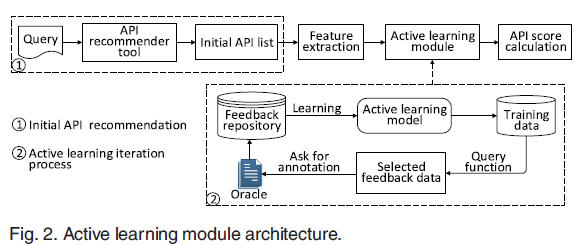 Query
API
recommender
tool
Initial API list
Feature
extraction
Active learning
module
API score
calculation
①
① Initial API recommendation
② Active learning iteration
process
Feedback
repository
Learning
Active learning
model
Training
data
Ask for
annotation
Selected
feedback data
Query
function
Oracle
②
Fig. 2. Active learning module architecture.